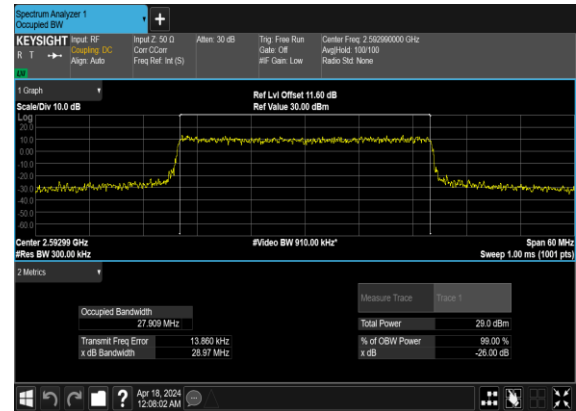 Spectrum Analyzer 1
Occupied BW
KEYSIGHT Input: RF Input Z: 50 Ω Atten: 30 dB Trig: Free Run Center Freq: 2.592990000 GHz
R T Coupling: DC Corr CCorr Gate: Off Avg|Hold: 100/100
Align: Auto Freq Ref: Int (S) #IF Gain: Low Radio Std: None
1 Graph
Ref Lvl Offset 11.60 dB
Scale/Div 10.0 dB Ref Value 30.00 dBm
Log
20.0
10.0
0.00
-10.0
-20.0
-30.0
-40.0
-50.0
-60.0
Center 2.59299 GHz #Video BW 910.00 kHz* Span 60 MHz
#Res BW 300.00 kHz Sweep 1.00 ms (1001 pts)
2 Metrics
Measure Trace Trace 1
Occupied Bandwidth
27.909 MHz Total Power 29.0 dBm
Transmit Freq Error 13.860 kHz % of OBW Power 99.00 %
x dB Bandwidth 28.97 MHz x dB -26.00 dB
Apr 18, 2024
12:08:02 AM